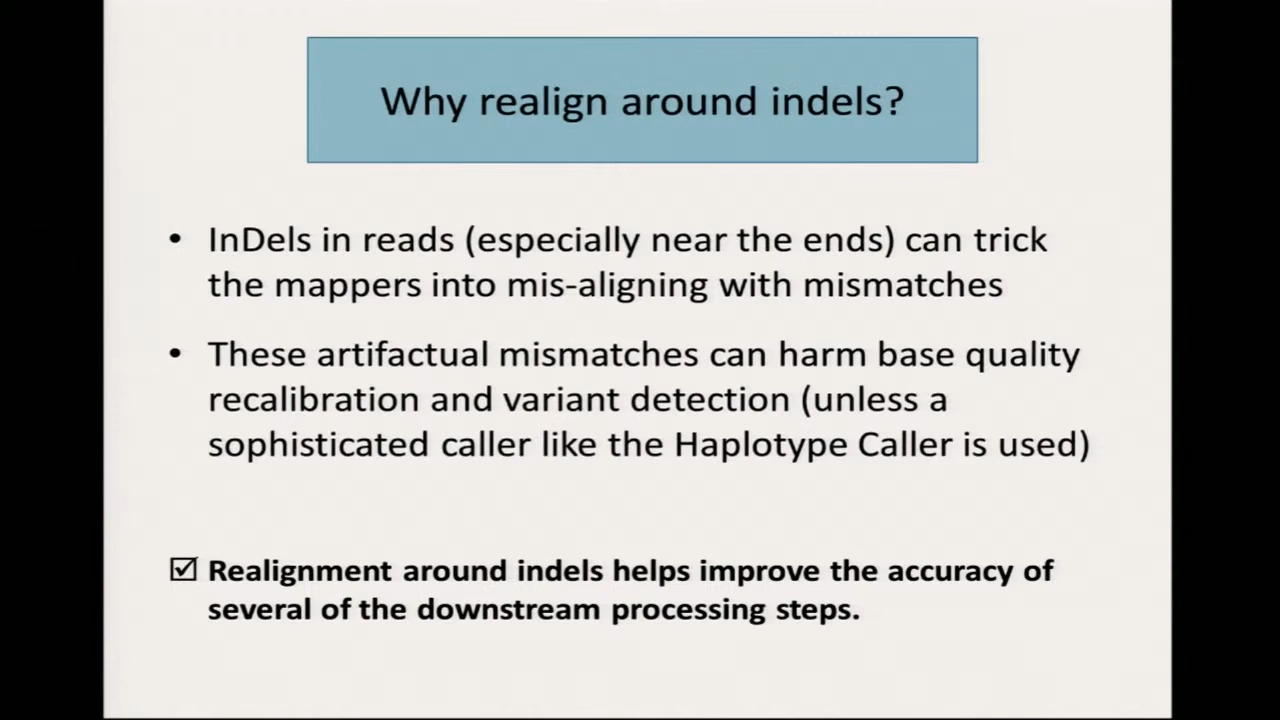 Why realign around indels?
• InDels in reads (especially near the ends) can trick
the mappers into mis-aligning with mismatches
• These artifactual mismatches can harm base quality
recalibration and variant detection (unless a
sophisticated caller like the Haplotype Caller is used)
☑ Realignment around indels helps improve the accuracy of
several of the downstream processing steps.